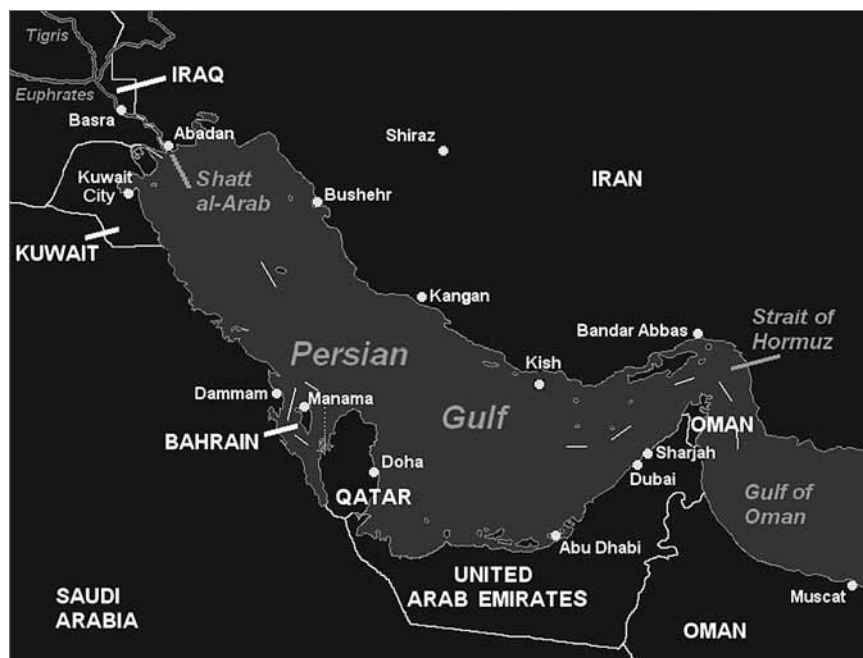 Tigris
IRAQ
Euphrates
Basra
Abadan
Shiraz
Kuwait
City
Shatt
al-Arab
IRAN
Bushehr
KUWAIT
Kangan
Strait of
Hormuz
Bandar Abbas
Persian
Kish
Dammam
Manama
Gulf
OMAN
BAHRAIN
Sharjah
Doha
Dubai
QATAR
Gulf of
Oman
Abu Dhabi
UNITED
ARAB EMIRATES
SAUDI
ARABIA
Muscat
OMAN